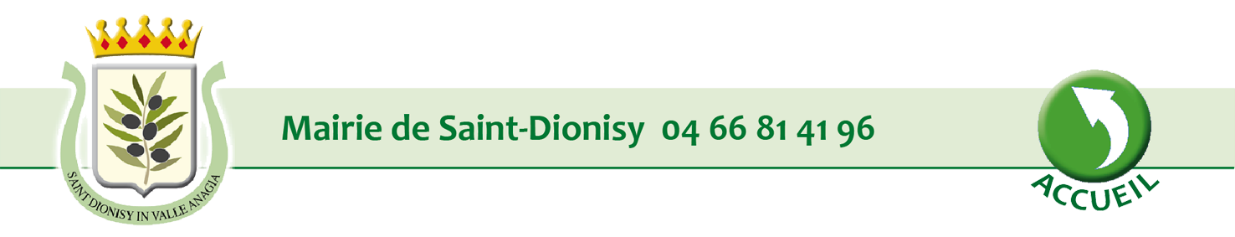 Mairie de Saint-Dionisy 04 66 81 41 96
SAINT DIONISY IN VALLE ANAGIA
ACCUEIL